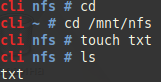 cli nfs # cd
cli ~ # cd /mnt/nfs
cli nfs # touch txt
cli nfs # ls
txt